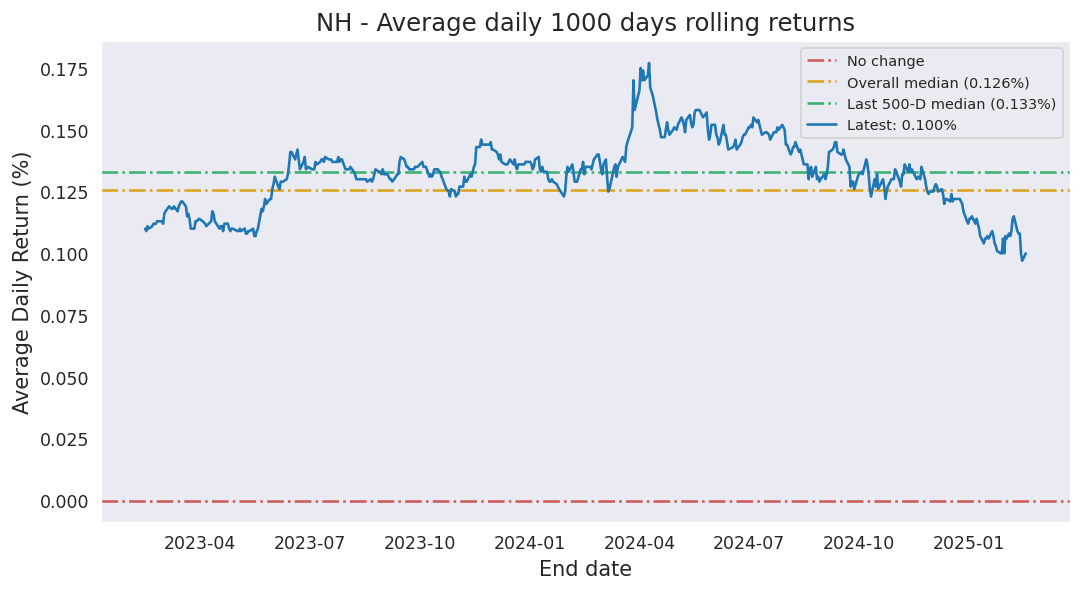 NH - Average daily 1000 days rolling returns
No change
Overall median (0.126%)
Last 500-D median (0.133%)
Latest: 0.100%
Average Daily Return (%)
0.175
0.150
0.125
0.100
0.075
0.050
0.025
0.000
2023-04 2023-07 2023-10 2024-01 2024-04 2024-07 2024-10 2025-01
End date